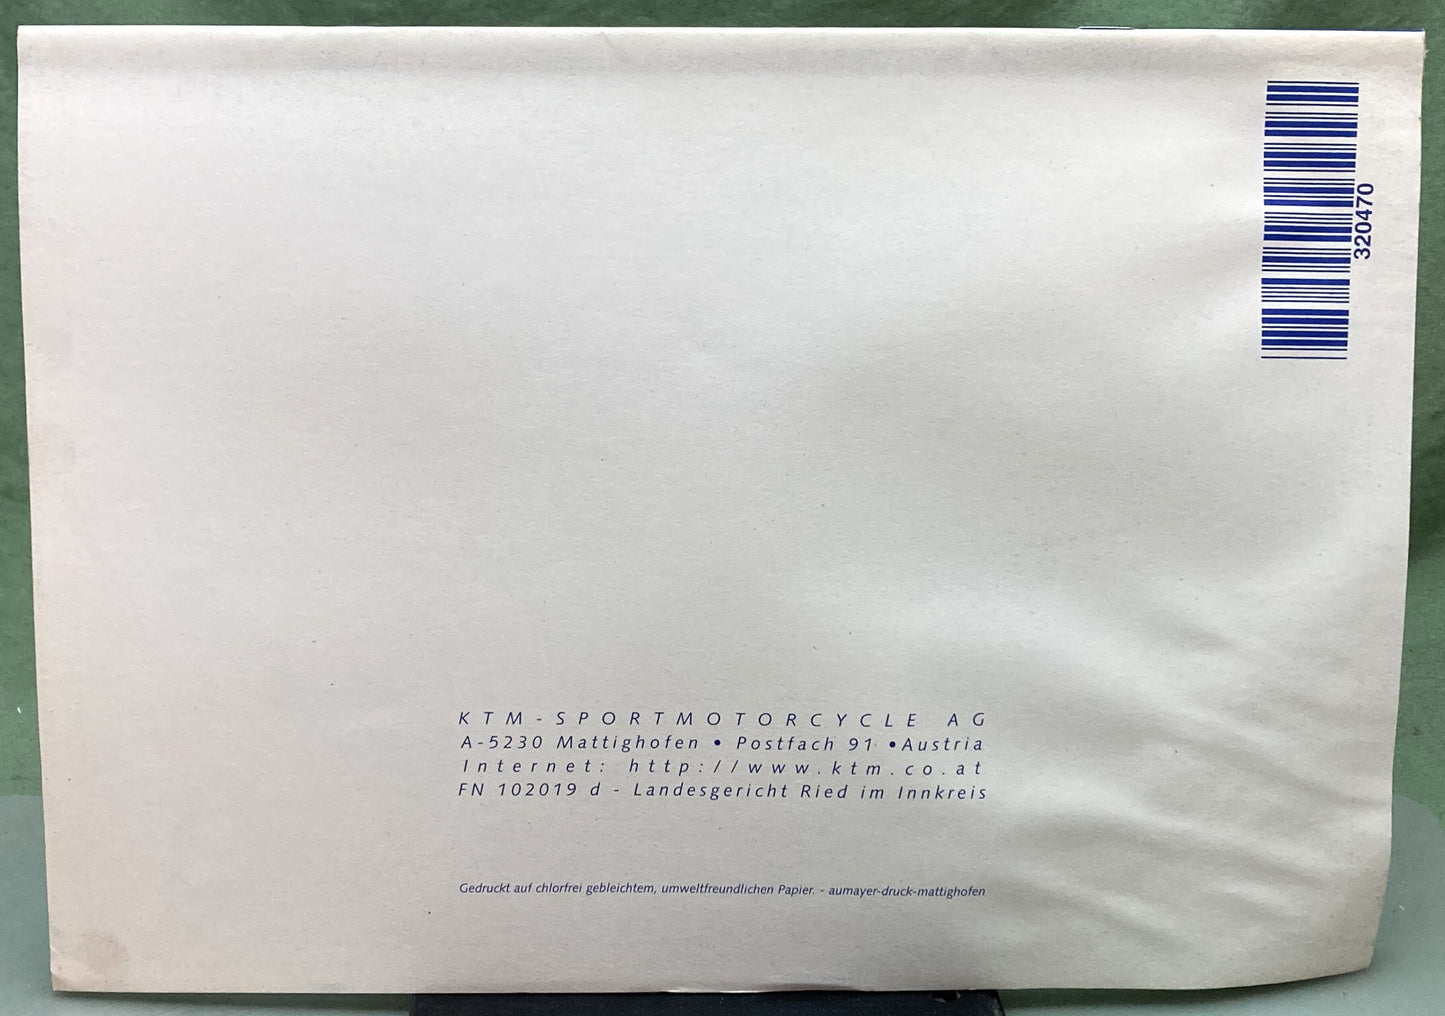 320470
KTM-SPORTMOTORCYCLE AG
A-5230 Mattighofen • Postfach 91 •Austria
Internet: http://www.ktm.co.at
FN 102019 d - Landesgericht Ried im Innkreis
Gedruckt auf chlorfrei gebleichtem, umweltfreundlichen Papier. - aumayer-druck-mattighofen